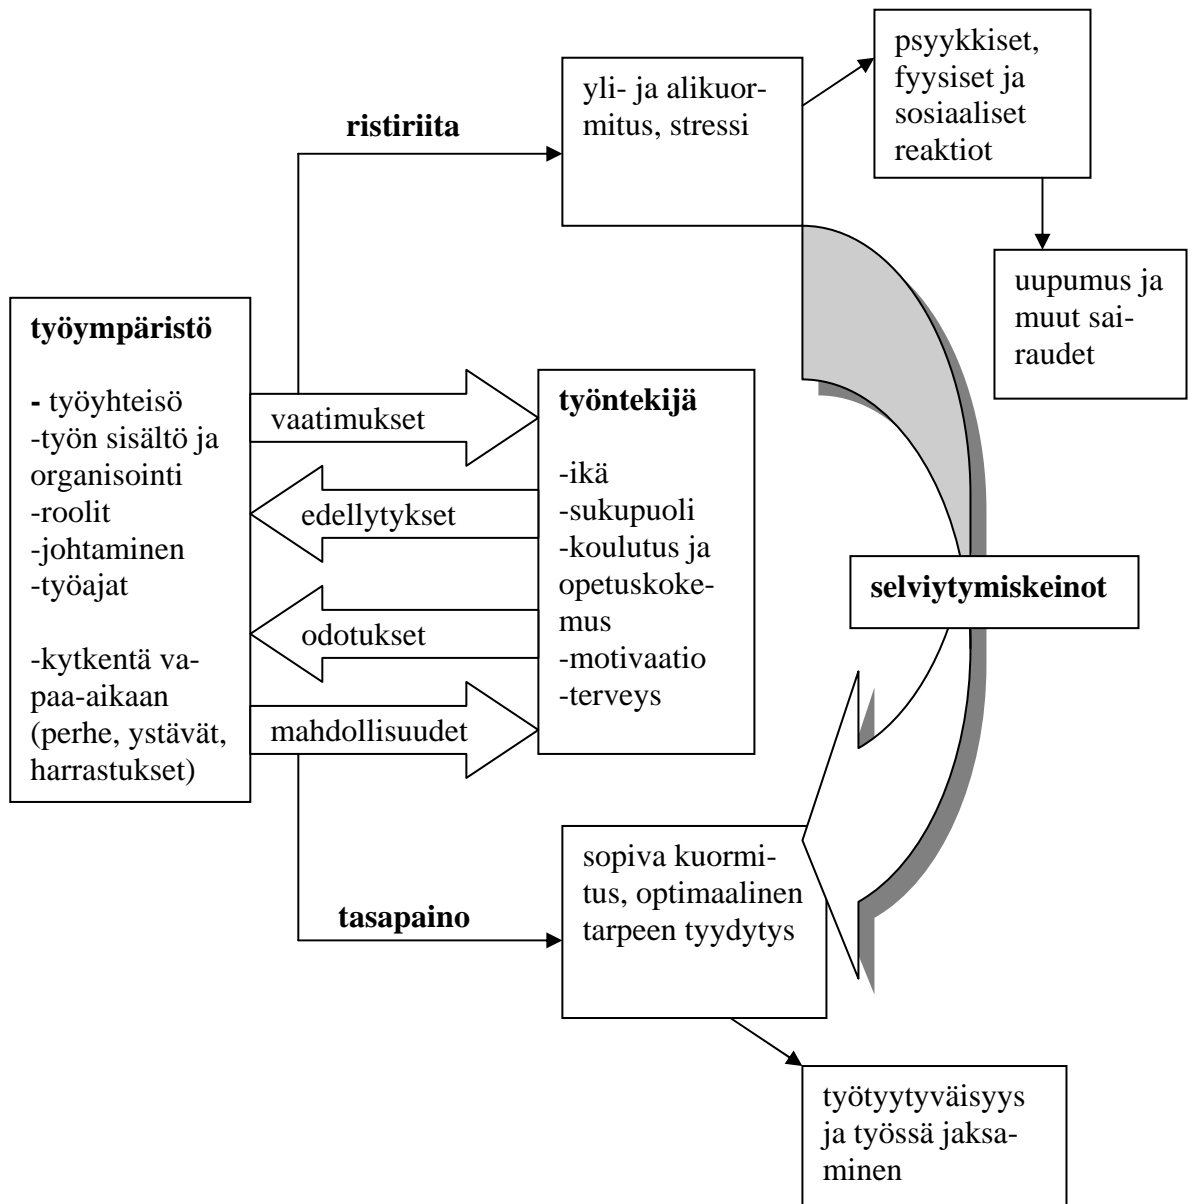 psyykkiset,
fyysiset ja
sosiaaliset
reaktiot
yli- ja alikuor-
mitus, stressi
ristiriita
uupumus ja
muut sai-
raudet
työympäristö
- työyhteisö
-työn sisältö ja
organisointi
-roolit
-johtaminen
-työajat
-kytkentä va-
paa-aikaan
(perhe, ystävät,
harrastukset)
vaatimukset
edellytykset
odotukset
mahdollisuudet
työntekijä
-ikä
-sukupuoli
-koulutus ja
opetuskoke-
mus
-motivaatio
-terveys
selviytymiskeinot
tasapaino
sopiva kuormi-
tus, optimaalinen
tarpeen tyydytys
työtyytyväisyys
ja työssä jaksa-
minen